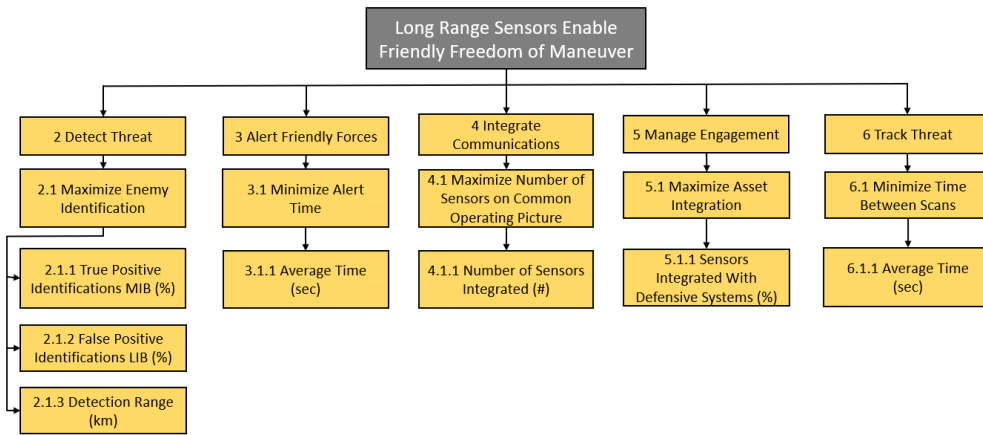 Long Range Sensors Enable
Friendly Freedom of Maneuver
2 Detect Threat
3 Alert Friendly Forces
4 Integrate
Communications
5 Manage Engagement
6 Track Threat
2.1 Maximize Enemy
Identification
3.1 Minimize Alert
Time
4.1 Maximize Number of
Sensors on Common
Operating Picture
5.1 Maximize Asset
Integration
6.1 Minimize Time
Between Scans
2.1.1 True Positive
Identifications MIB (%)
3.1.1 Average Time
(sec)
4.1.1 Number of Sensors
Integrated (#)
5.1.1 Sensors
Integrated With
Defensive Systems (%)
6.1.1 Average Time
(sec)
2.1.2 False Positive
Identifications LIB (%)
2.1.3 Detection Range
(km)